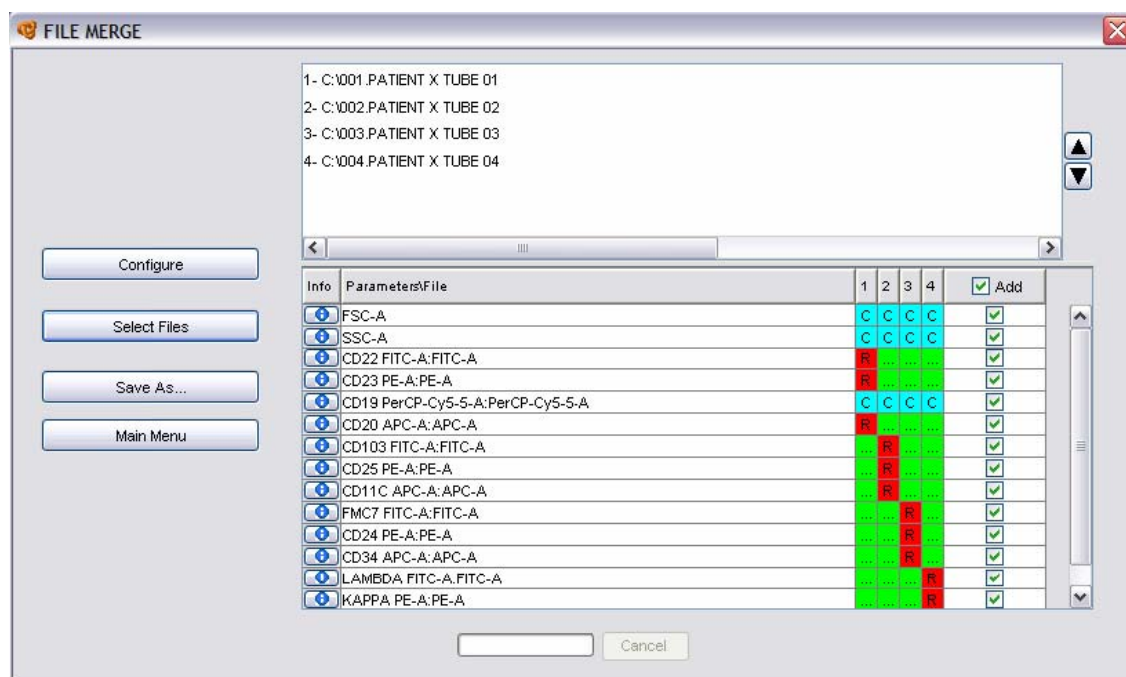 FILE MERGE
1- C:\001.PATIENT X TUBE 01
2- C:\002.PATIENT X TUBE 02
3- C:\003.PATIENT X TUBE 03
4- C:\004.PATIENT X TUBE 04
Configure
Select Files
Save As...
Main Menu
Info Parameters\File 1 2 3 4 Add
FSC-A C C C C
SSC-A C C C C
CD22 FITC-A:FITC-A R ... ... ...
CD23 PE-A:PE-A R ... ... ...
CD19 PerCP-Cy5-5-A:PerCP-Cy5-5-A C C C C
CD20 APC-A:APC-A R ... ... ...
CD103 FITC-A:FITC-A ... R ... ...
CD25 PE-A:PE-A ... R ... ...
CD11C APC-A:APC-A ... R ... ...
FMC7 FITC-A:FITC-A ... ... R ...
CD24 PE-A:PE-A ... ... R ...
CD34 APC-A:APC-A ... ... R ...
LAMBDA FITC-A:FITC-A ... ... ... R
KAPPA PE-A:PE-A ... ... ... R
Cancel